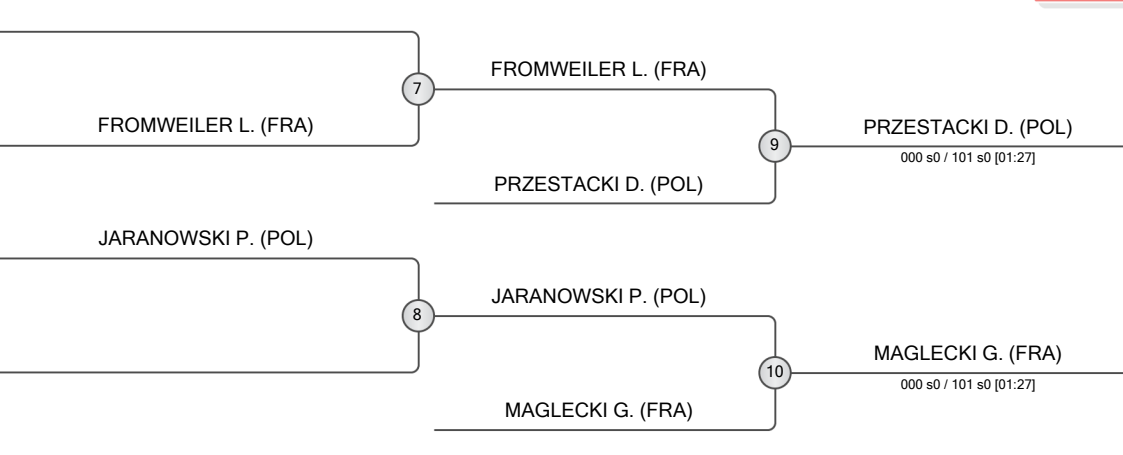 FROMWEILER L. (FRA)
7
FROMWEILER L. (FRA)
PRZESTACKI D. (POL)
9
PRZESTACKI D. (POL)
000 s0 / 101 s0 [01:27]
JARANOWSKI P. (POL)
8
JARANOWSKI P. (POL)
MAGLECKI G. (FRA)
10
MAGLECKI G. (FRA)
000 s0 / 101 s0 [01:27]